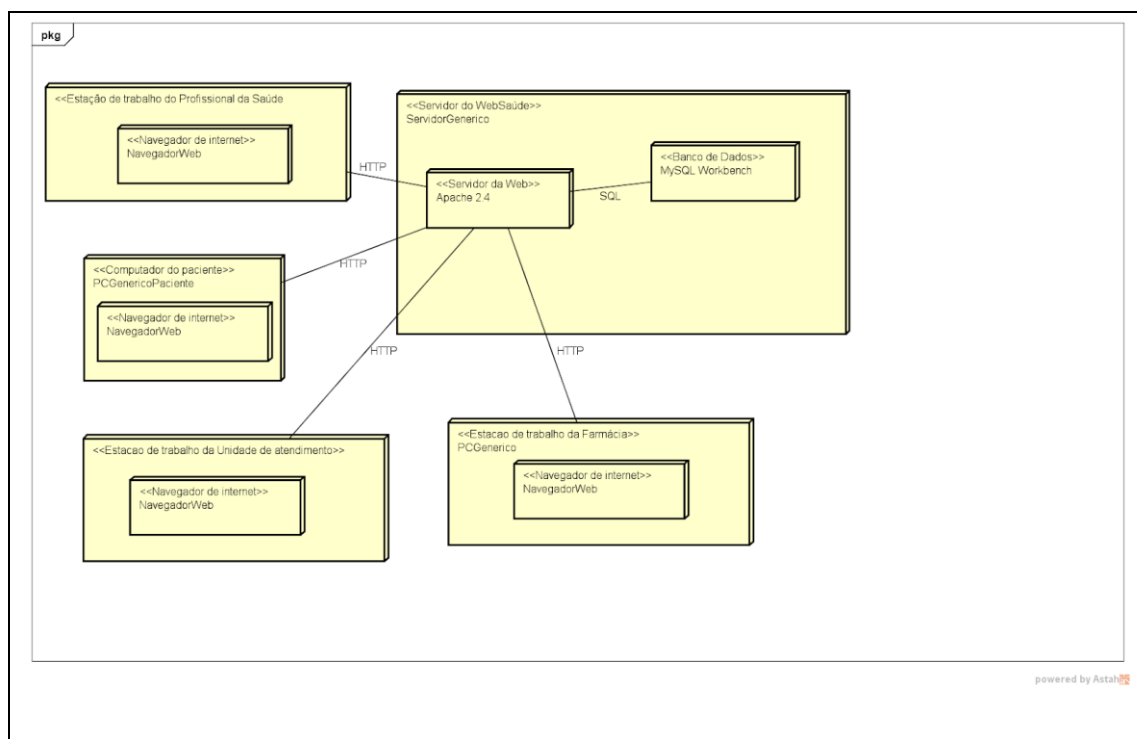 pkg
<<Estação de trabalho do Profissional da Saúde
<<Navegador de internet>>
NavegadorWeb
HTTP
<<Servidor do WebSaúde>>
ServidorGenerico
<<Servidor da Web>>
Apache 2.4
SQL
<<Banco de Dados>>
MySQL Workbench
<<Computador do paciente>>
PCGenericoPaciente
<<Navegador de internet>>
NavegadorWeb
HTTP
HTTP
HTTP
<<Estacao de trabalho da Unidade de atendimento>>
<<Navegador de internet>>
NavegadorWeb
<<Estacao de trabalho da Farmácia>>
PCGenerico
<<Navegador de internet>>
NavegadorWeb
powered by Astah